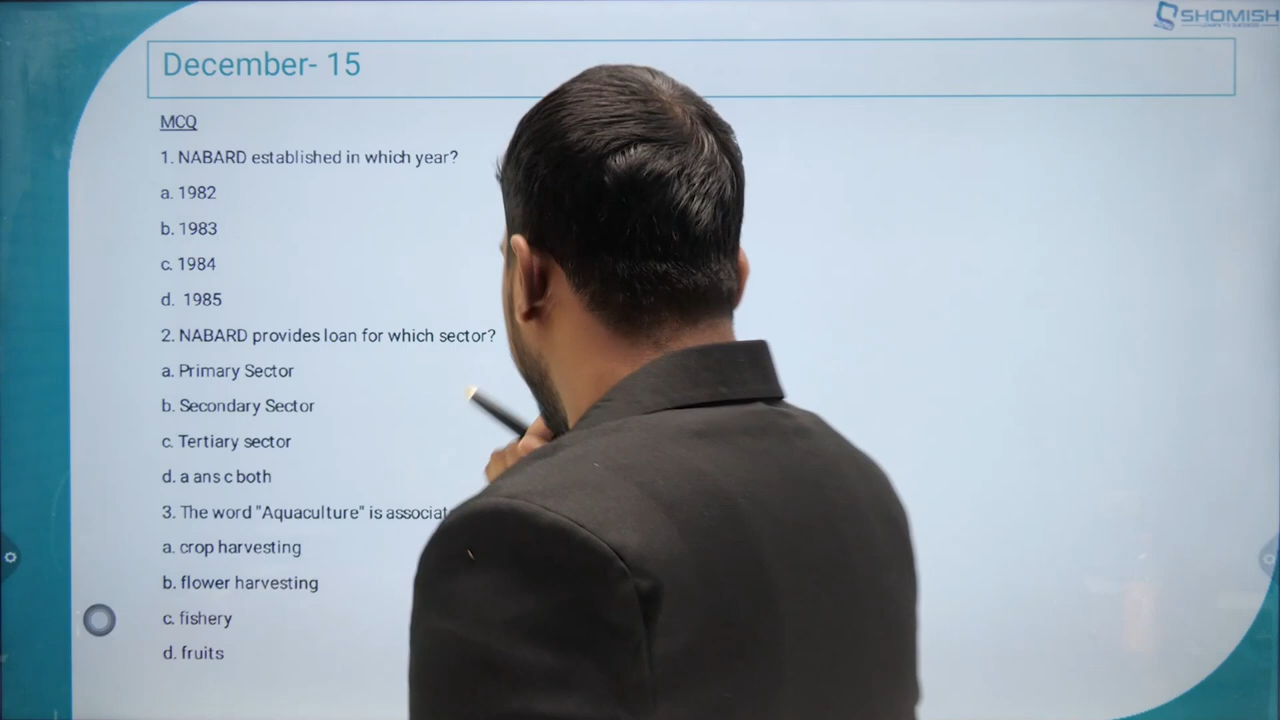 SHOMISH
December- 15
MCQ
1. NABARD established in which year?
a. 1982
b. 1983
c. 1984
d. 1985
2. NABARD provides loan for which sector?
a. Primary Sector
b. Secondary Sector
c. Tertiary sector
d. a ans c both
3. The word "Aquaculture" is
a. crop harvesting
b. flower harvesting
c. fishery
d. fruits